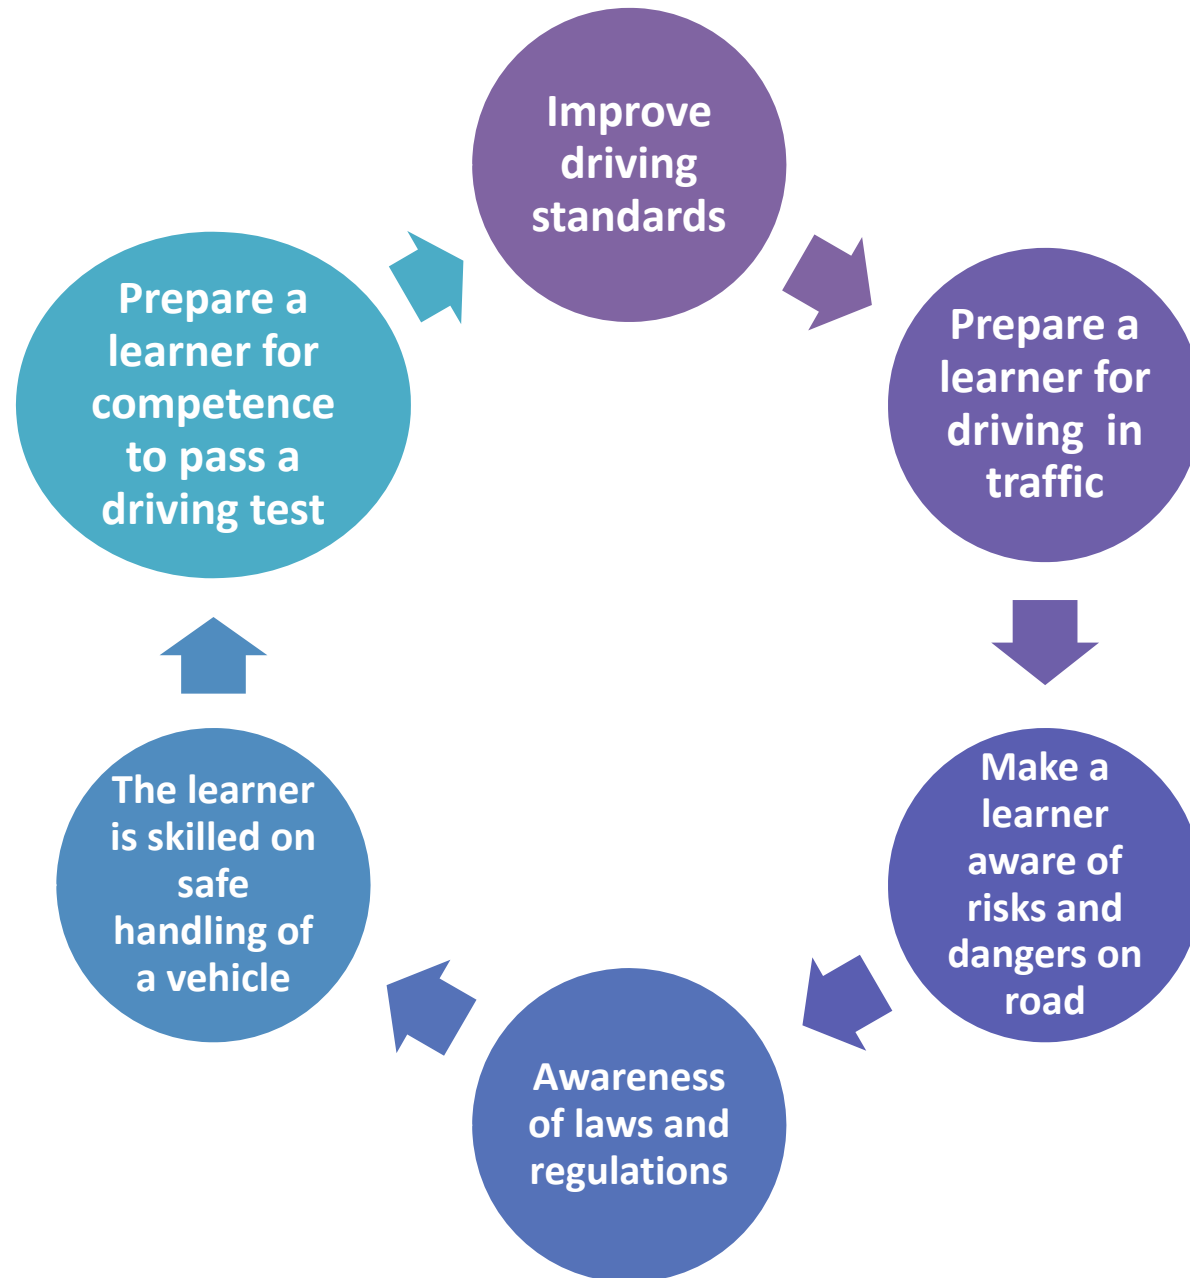 Improve
driving
standards
Prepare a
learner for
driving  in
traffic
Make a
learner
aware of
risks and
dangers on
road
Awareness
of laws and
regulations
The learner
is skilled on
safe
handling of
a vehicle
Prepare a
learner for
competence
to pass a
driving test